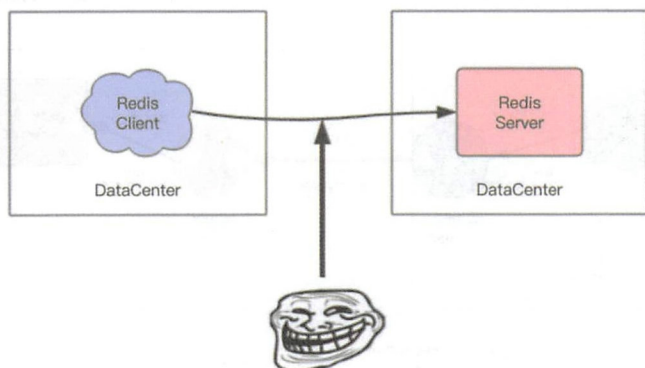 Redis
Client
DataCenter
Redis
Server
DataCenter